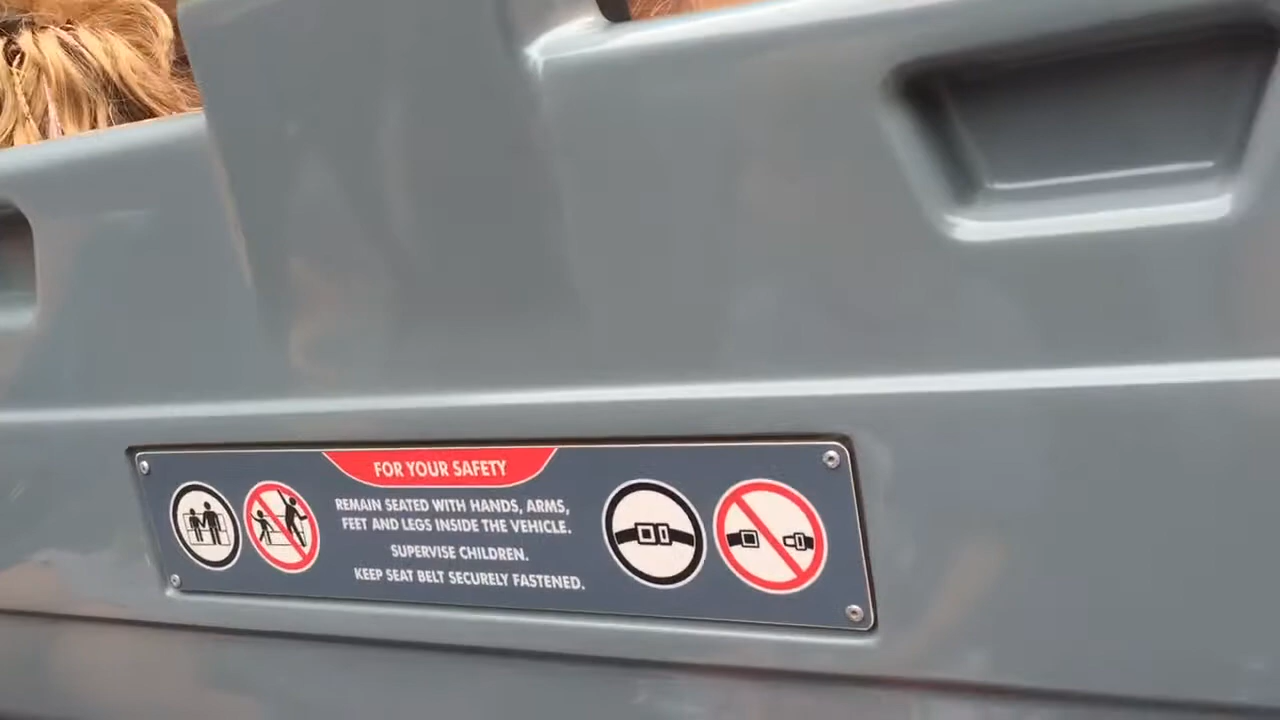 FOR YOUR SAFETY
REMAIN SEATED WITH HANDS, ARMS,
FEET AND LEGS INSIDE THE VEHICLE.
SUPERVISE CHILDREN.
KEEP SEAT BELT SECURELY FASTENED.